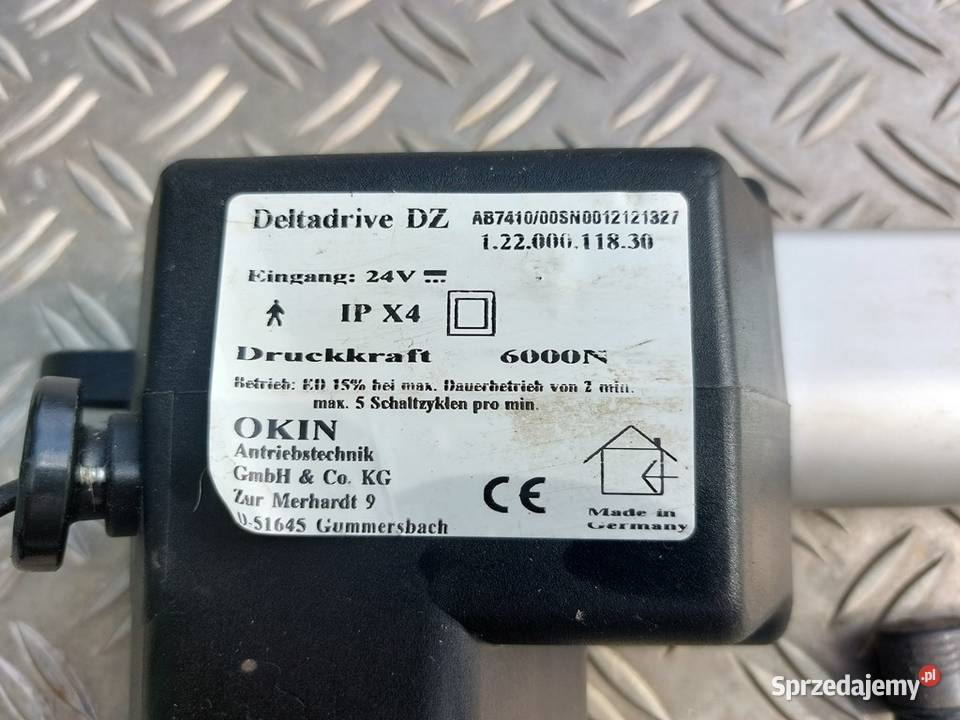 Deltadrive DZ AB7410/00SN0012121327
1.22.000.118.30
Eingang: 24V
IP X4
Druckkraft 6000N
Betrieb: ED 15% bei max. Dauerbetrieb von 2 min.
max. 5 Schaltzyklen pro min.
OKIN
Antriebstechnik
GmbH & Co. KG
Zur Merhardt 9
D-51645 Gummersbach
CE
Made in
Germany
Sprzedajemy.pl